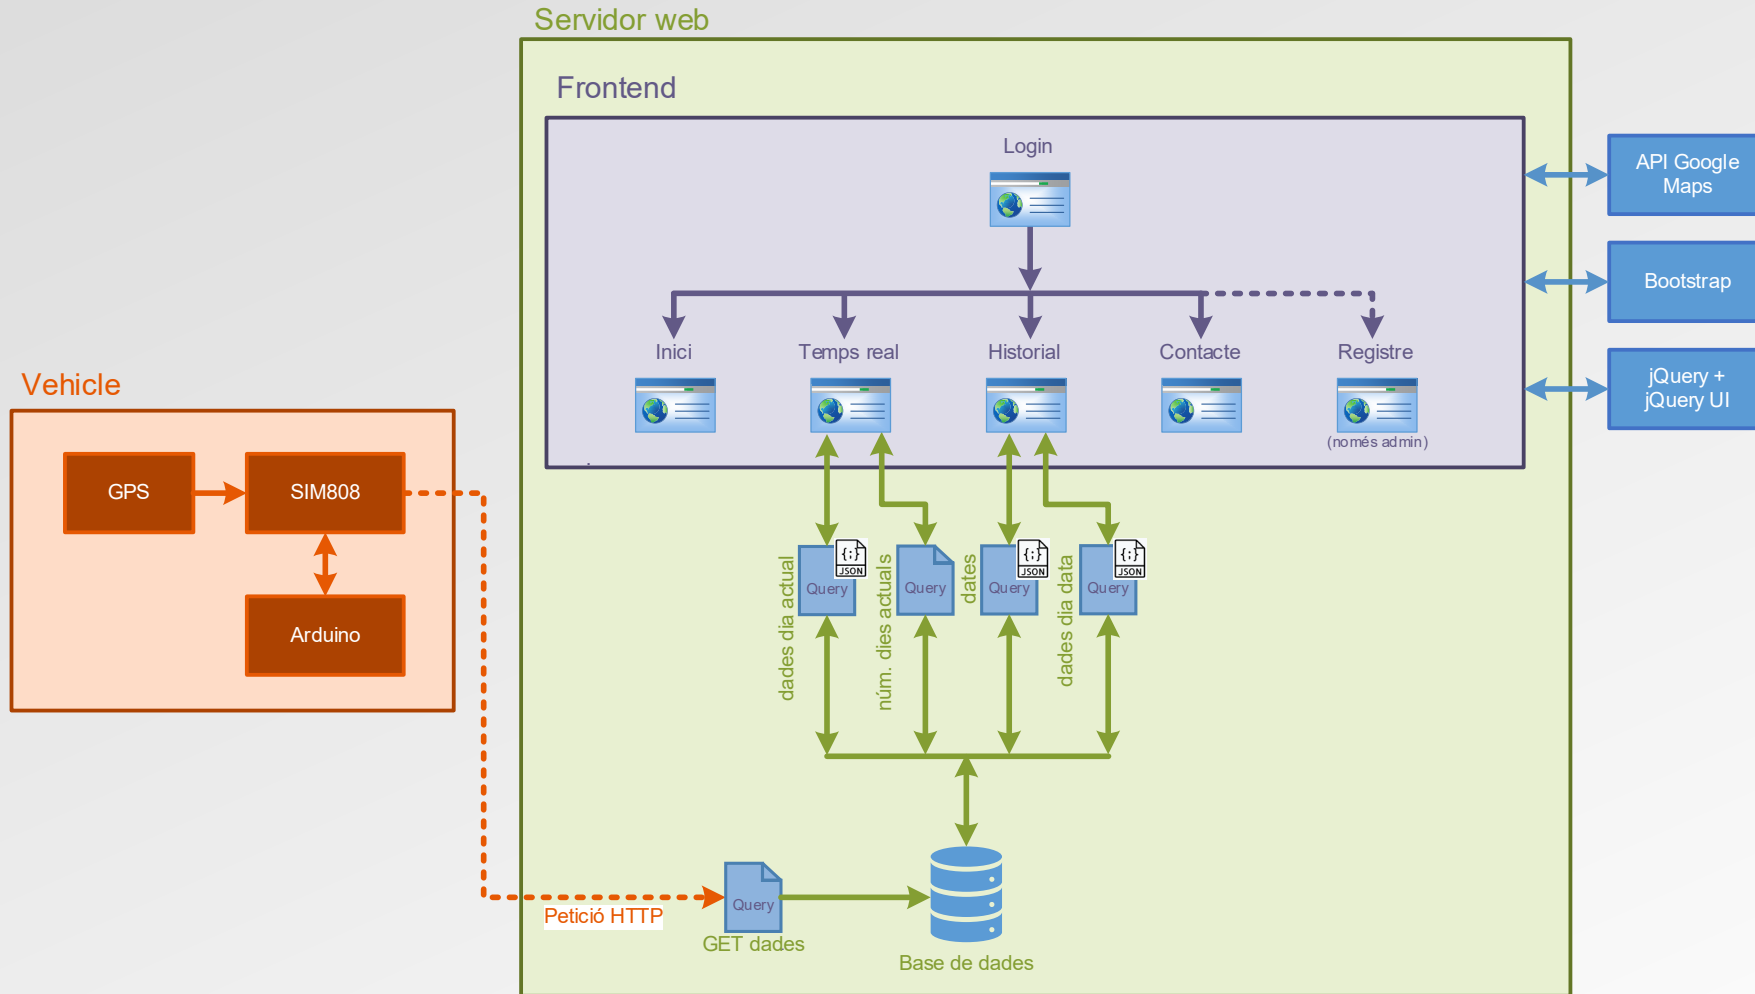 Servidor web
Frontend
Login
Inici
Temps real
Historial
Contacte
Registre
(només admin)
API Google
Maps
Bootstrap
jQuery +
jQuery UI
Vehicle
GPS
SIM808
Arduino
dades dia actual
Query
{;}
JSON
núm. dies actuals
Query
dates
Query
{;}
JSON
dades dia data
Query
{;}
JSON
Petició HTTP
Query
GET dades
Base de dades